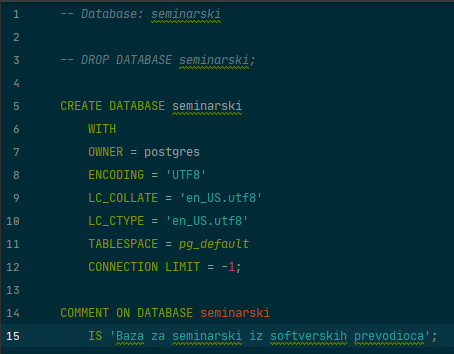 1 -- Database: seminarski
2
3 -- DROP DATABASE seminarski;
4
5 CREATE DATABASE seminarski
6 WITH
7 OWNER = postgres
8 ENCODING = 'UTF8'
9 LC_COLLATE = 'en_US.utf8'
10 LC_CTYPE = 'en_US.utf8'
11 TABLESPACE = pg_default
12 CONNECTION LIMIT = -1;
13
14 COMMENT ON DATABASE seminarski
15 IS 'Baza za seminarski iz softverskih prevodioca';